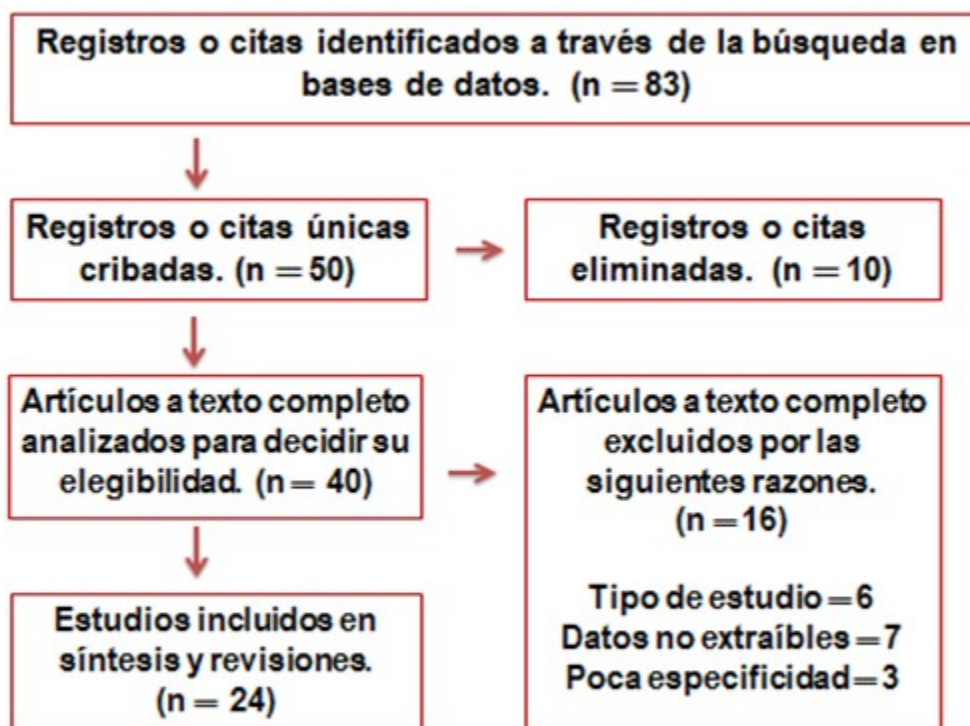 Registros o citas identificados a través de la búsqueda en
bases de datos. (n = 83)
Registros o citas únicas
cribadas. (n = 50)
Registros o citas
eliminadas. (n = 10)
Artículos a texto completo
analizados para decidir su
elegibilidad. (n = 40)
Artículos a texto completo
excluidos por las
siguientes razones.
(n = 16)
Tipo de estudio = 6
Datos no extraíbles = 7
Poca especificidad = 3
Estudios incluidos en
síntesis y revisiones.
(n = 24)